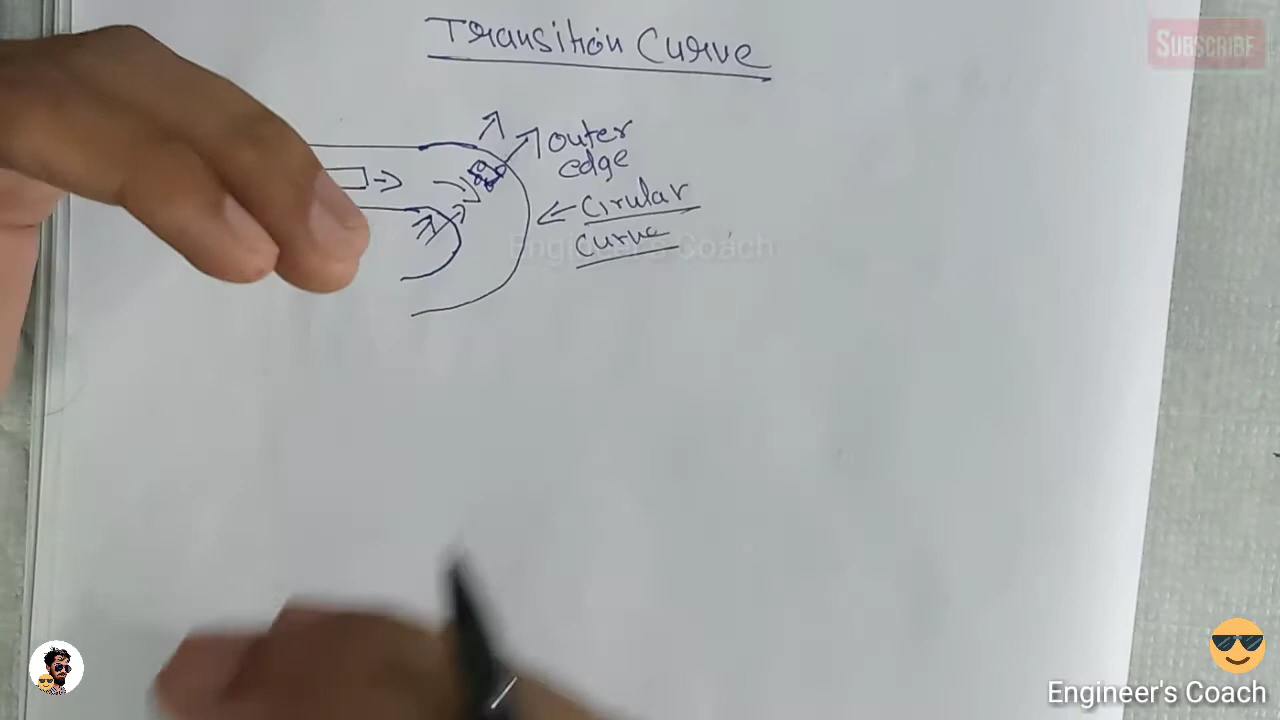 Transition Curve
SUBSCRIBE
outer
edge
Cirular
Curve
Engineer's Coach
Engineer's Coach